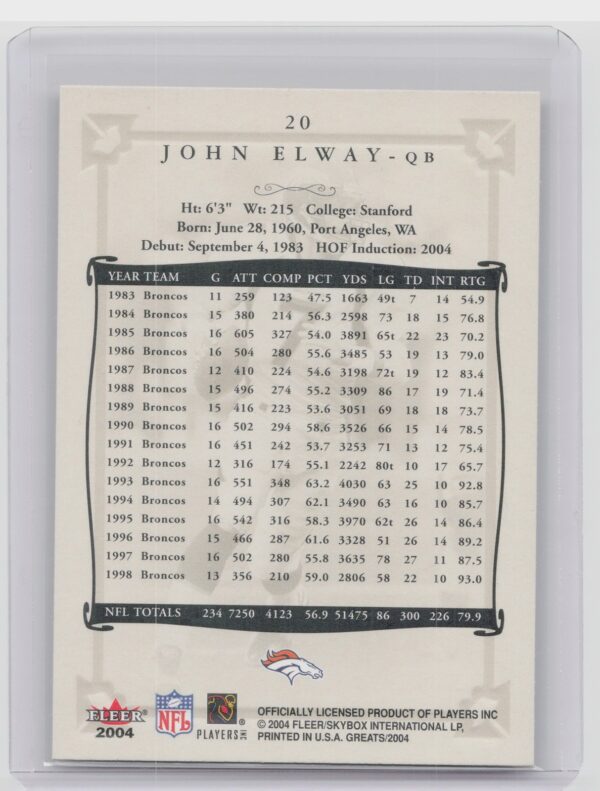 20
JOHN ELWAY - QB
Ht: 6'3" Wt: 215 College: Stanford
Born: June 28, 1960, Port Angeles, WA
Debut: September 4, 1983 HOF Induction: 2004
YEAR TEAM G ATT COMP PCT YDS LG TD INT RTG
1983 Broncos 11 259 123 47.5 1663 49t 7 14 54.9
1984 Broncos 15 380 214 56.3 2598 73 18 15 76.8
1985 Broncos 16 605 327 54.0 3891 65t 22 23 70.2
1986 Broncos 16 504 280 55.6 3485 53 19 13 79.0
1987 Broncos 12 410 224 54.6 3198 72t 19 12 83.4
1988 Broncos 15 496 274 55.2 3309 86 17 19 71.4
1989 Broncos 15 416 223 53.6 3051 69 18 18 73.7
1990 Broncos 16 502 294 58.6 3526 66 15 14 78.5
1991 Broncos 16 451 242 53.7 3253 71 13 12 75.4
1992 Broncos 12 316 174 55.1 2242 80t 10 17 65.7
1993 Broncos 16 551 348 63.2 4030 63 25 10 92.8
1994 Broncos 14 494 307 62.1 3490 63 16 10 85.7
1995 Broncos 16 542 316 58.3 3970 62t 26 14 86.4
1996 Broncos 15 466 287 61.6 3328 51 26 14 89.2
1997 Broncos 16 502 280 55.8 3635 78 27 11 87.5
1998 Broncos 13 356 210 59.0 2806 58 22 10 93.0
NFL TOTALS 234 7250 4123 56.9 51475 86 300 226 79.9
FLEER
2004
NFL
PLAYERS INC ®
OFFICIALLY LICENSED PRODUCT OF PLAYERS INC
© 2004 FLEER/SKYBOX INTERNATIONAL LP,
PRINTED IN U.S.A. GREATS/2004